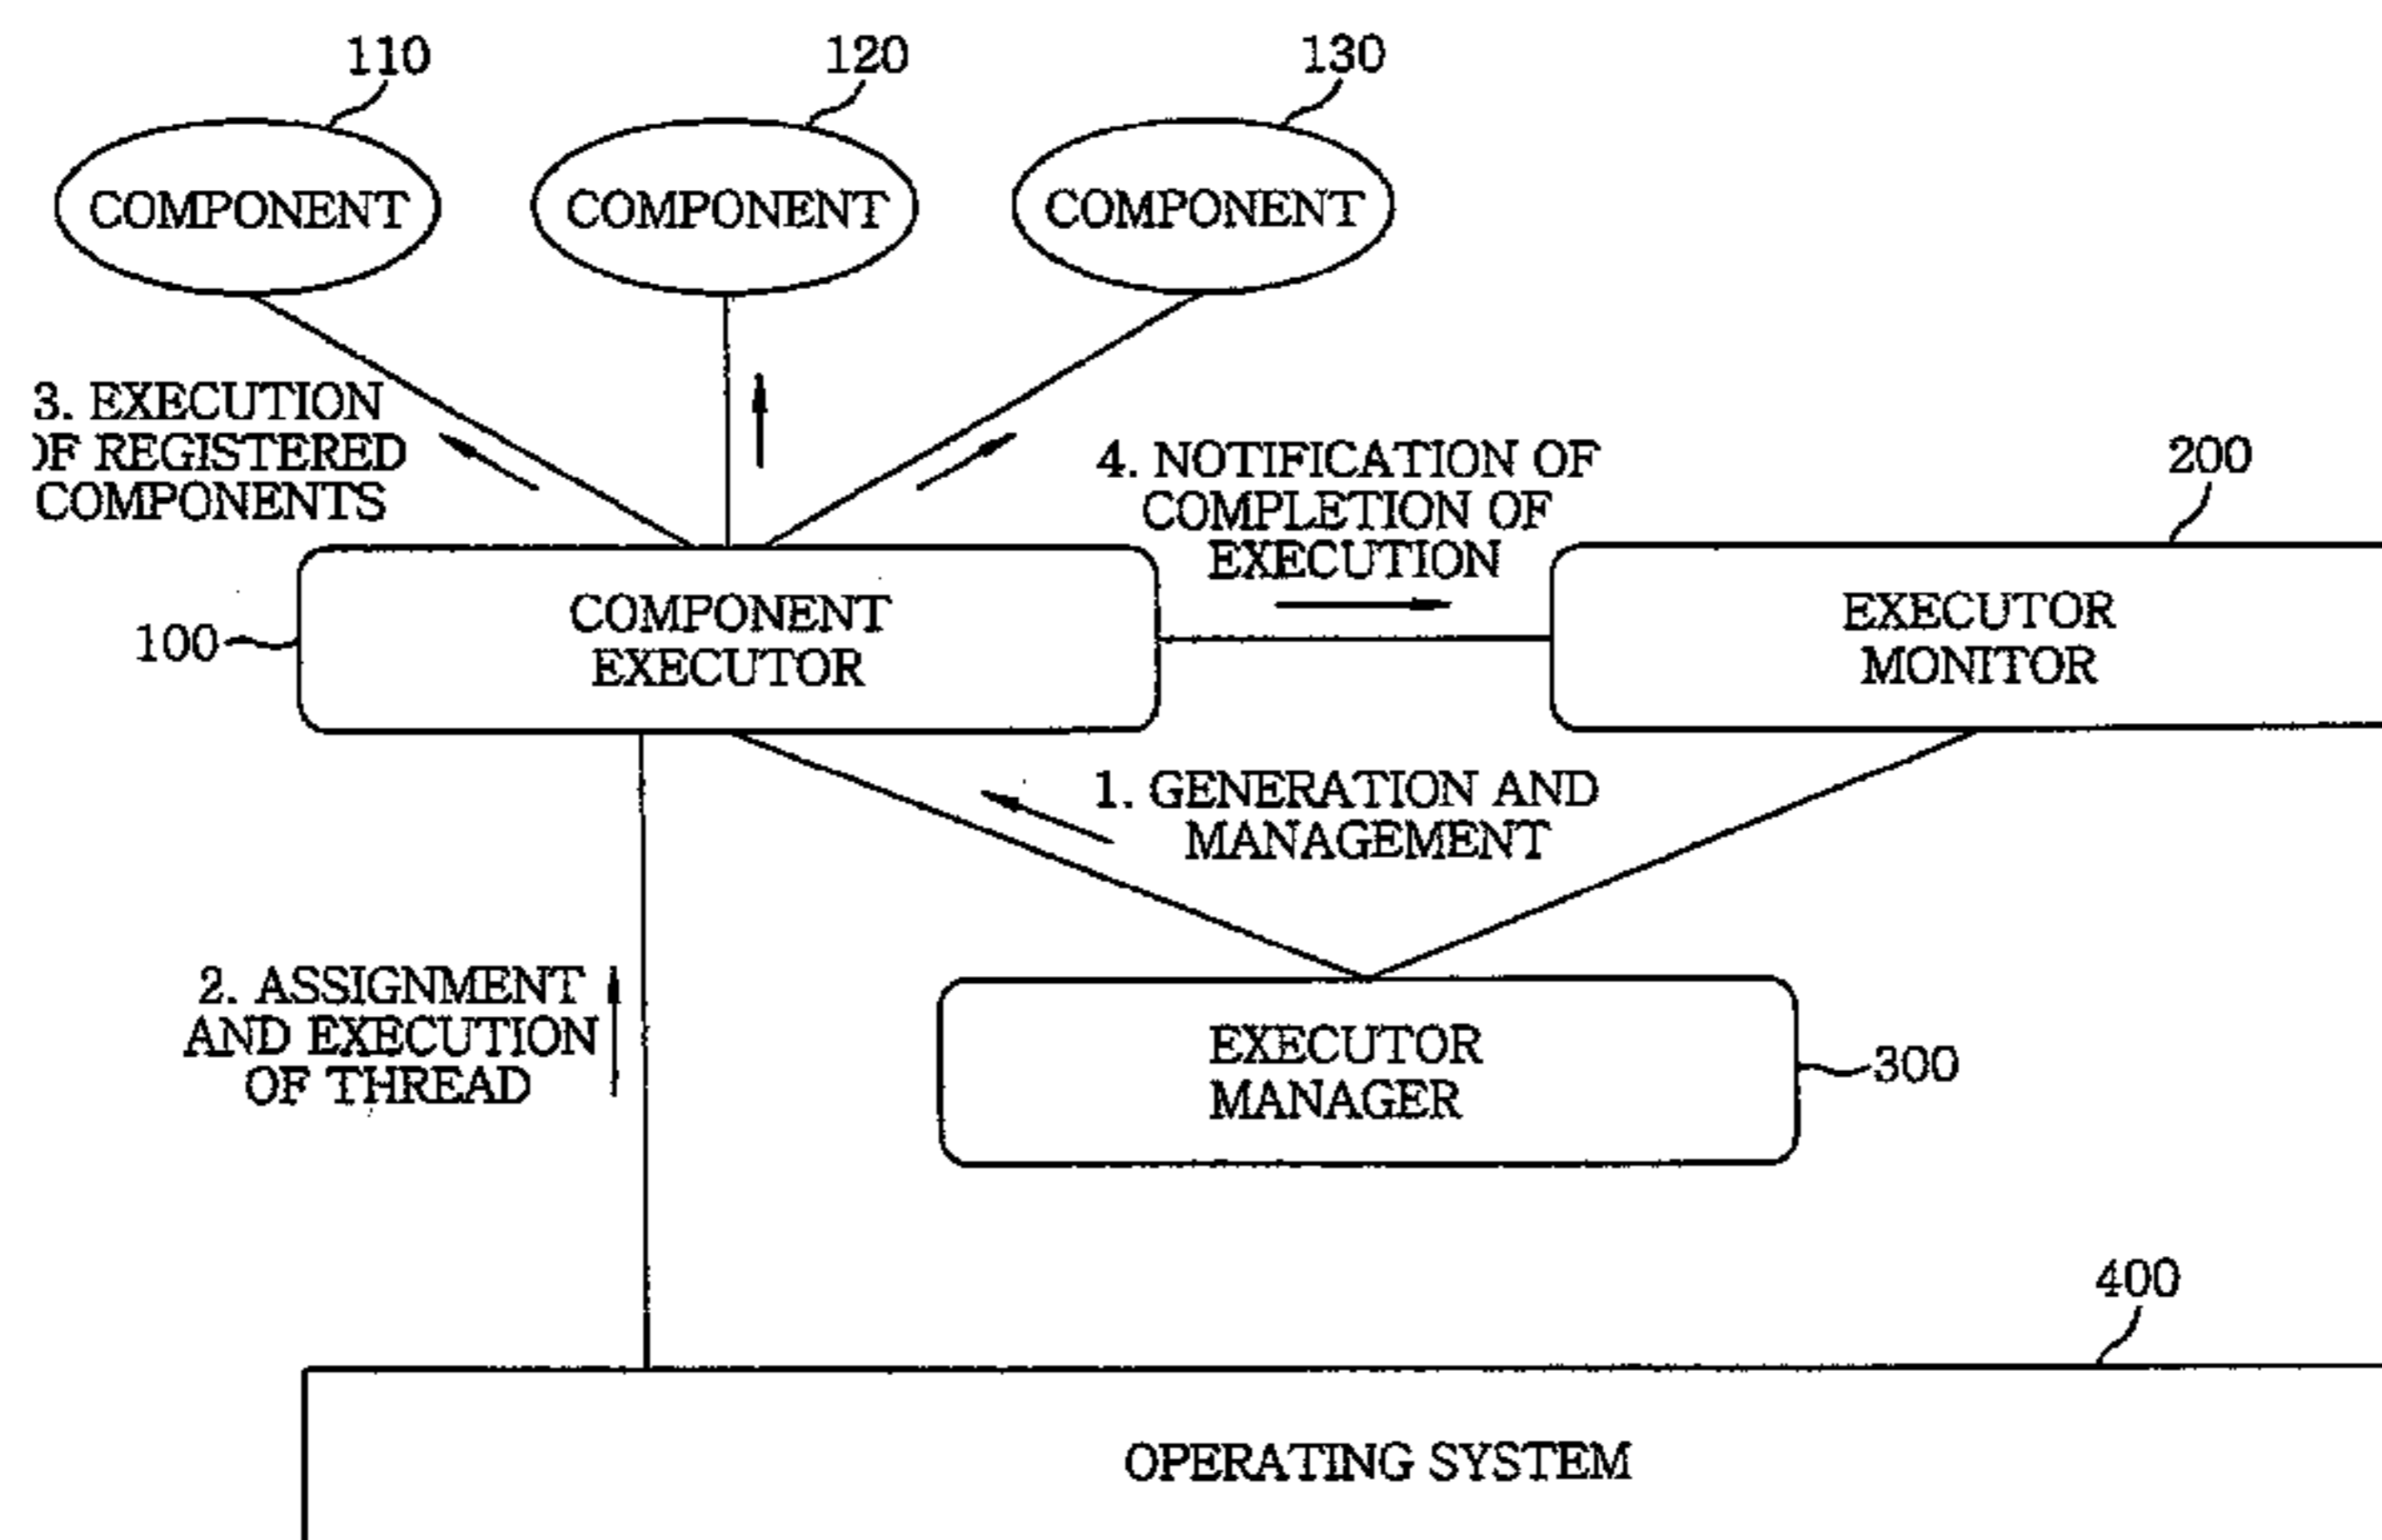 110
120
130
COMPONENT
COMPONENT
COMPONENT
3. EXECUTION
OF REGISTERED
COMPONENTS
4. NOTIFICATION OF
COMPLETION OF
EXECUTION
200
100
COMPONENT
EXECUTOR
EXECUTOR
MONITOR
1. GENERATION AND
MANAGEMENT
2. ASSIGNMENT
AND EXECUTION
OF THREAD
EXECUTOR
MANAGER
300
400
OPERATING SYSTEM